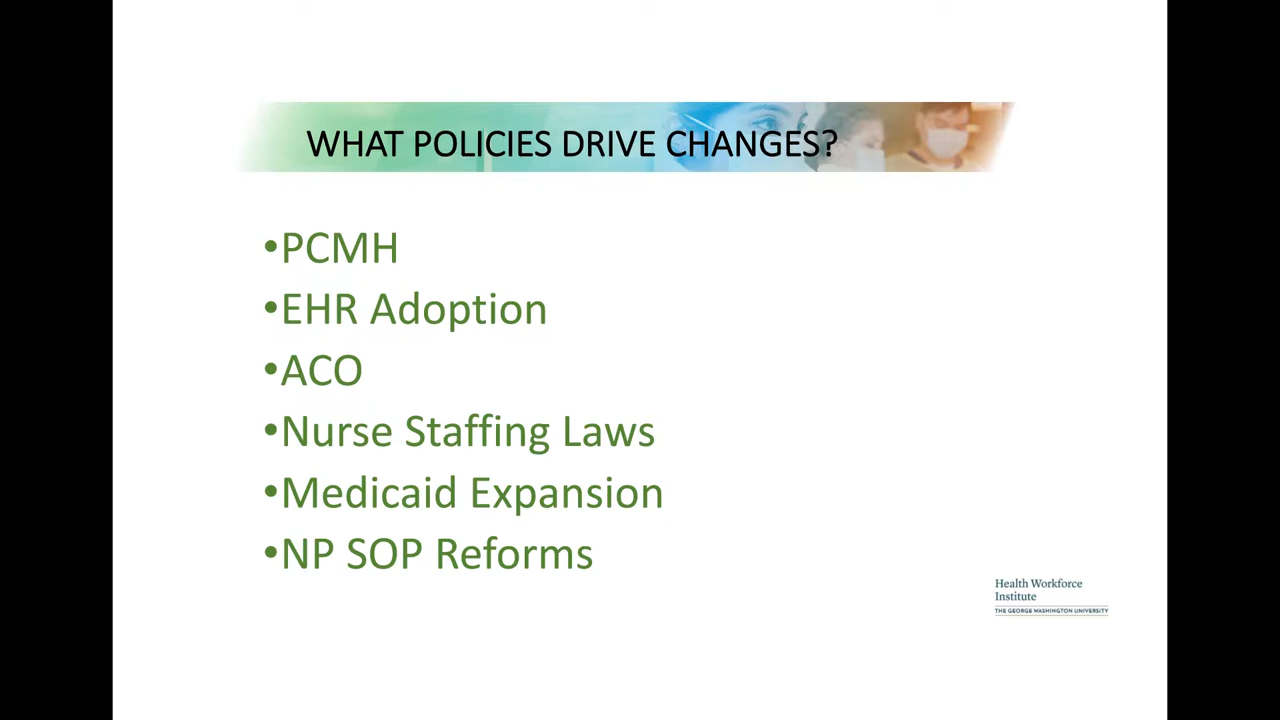 WHAT POLICIES DRIVE CHANGES?
•PCMH
•EHR Adoption
•ACO
•Nurse Staffing Laws
•Medicaid Expansion
•NP SOP Reforms
Health Workforce
Institute
THE GEORGE WASHINGTON UNIVERSITY